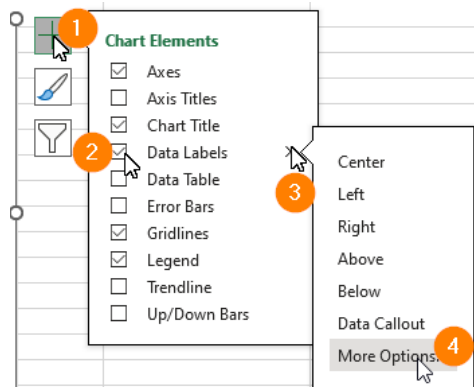 1
Chart Elements
Axes
Axis Titles
Chart Title
2
Data Labels
Data Table
Error Bars
Gridlines
Legend
Trendline
Up/Down Bars
3
Center
Left
Right
Above
Below
Data Callout
4
More Options..